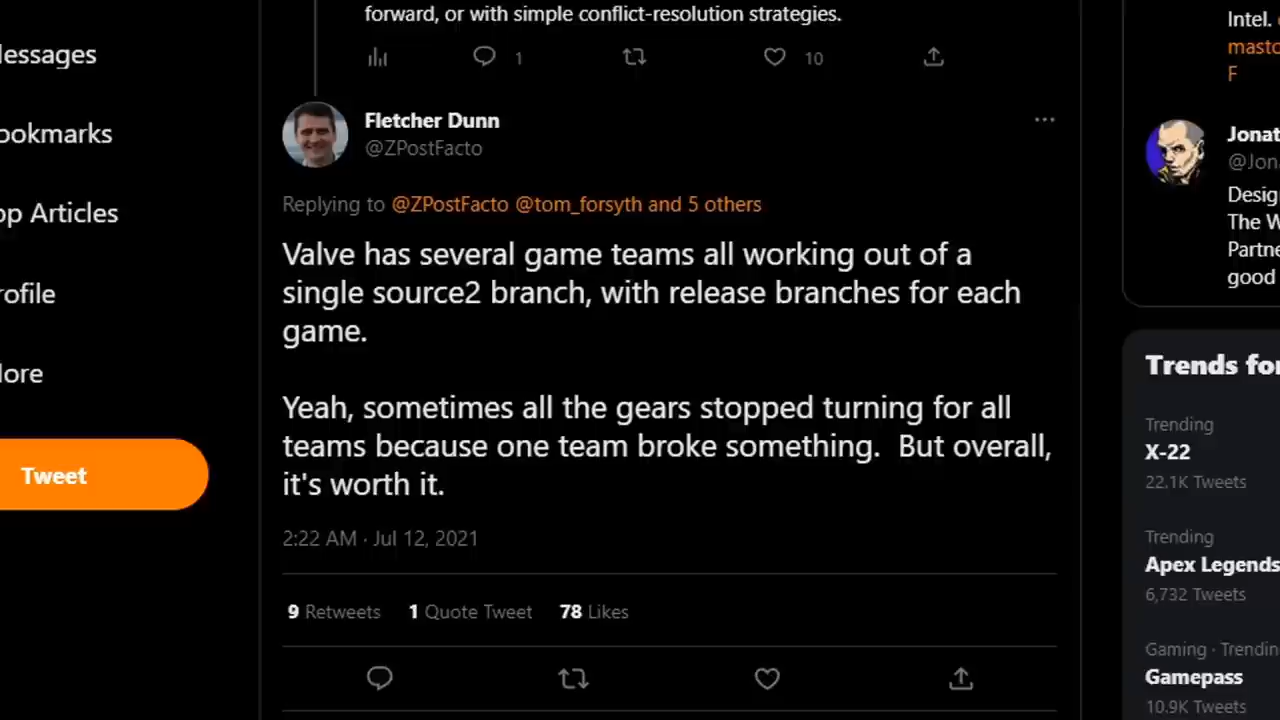 essages
ookmarks
op Articles
rofile
ore
Tweet
forward, or with simple conflict-resolution strategies.
1
10
Fletcher Dunn
@ZPostFacto
Replying to @ZPostFacto @tom_forsyth and 5 others
Valve has several game teams all working out of a
single source2 branch, with release branches for each
game.
Yeah, sometimes all the gears stopped turning for all
teams because one team broke something.  But overall,
it's worth it.
2:22 AM · Jul 12, 2021
9 Retweets 1 Quote Tweet 78 Likes
Intel.
masto
F
Jonat
@Jon
Desig
The W
Partne
good
Trends for
Trending
X-22
22.1K Tweets
Trending
Apex Legends
6,732 Tweets
Gaming · Trendin
Gamepass
10.9K Tweets